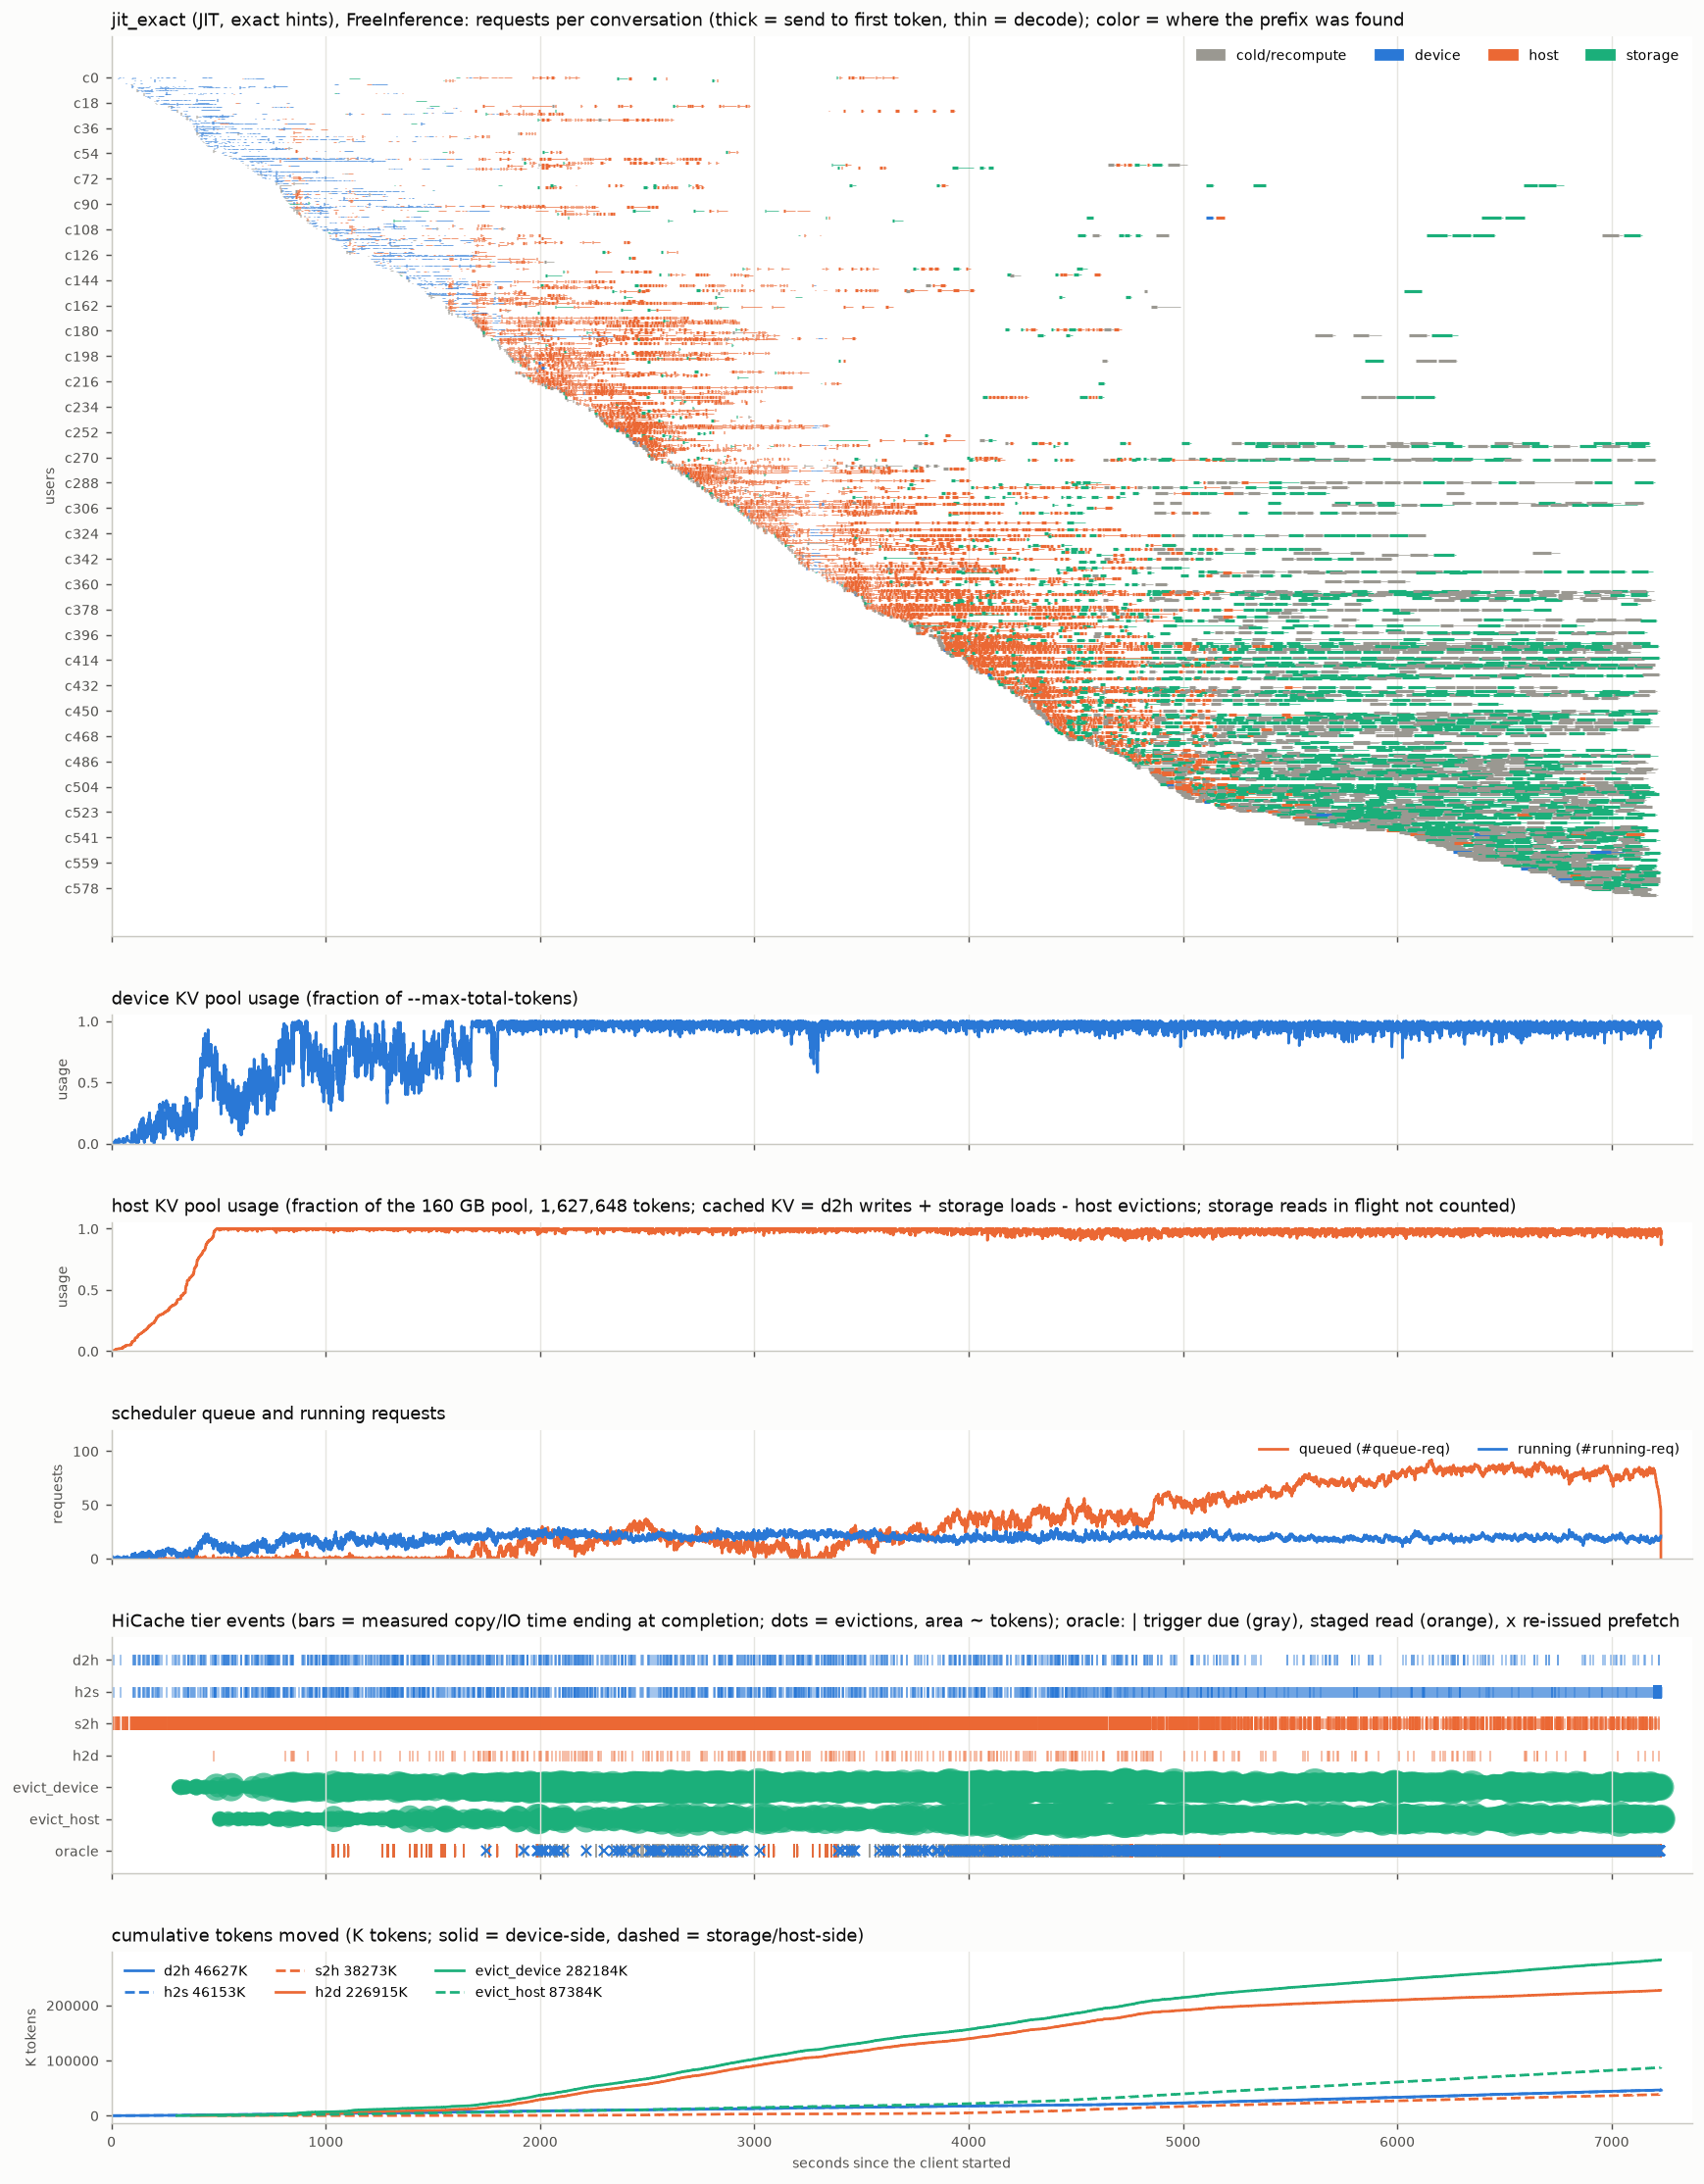 jit_exact (JIT, exact hints), FreeInference: requests per conversation (thick = send to first token, thin = decode); color = where the prefix was found
cold/recompute device host storage
c0
c18
c36
c54
c72
c90
c108
c126
c144
c162
c180
c198
c216
c234
c252
c270
c288
c306
c324
c342
c360
c378
c396
c414
c432
c450
c468
c486
c504
c523
c541
c559
c578
users
device KV pool usage (fraction of --max-total-tokens)
1.0
0.5
0.0
usage
host KV pool usage (fraction of the 160 GB pool, 1,627,648 tokens; cached KV = d2h writes + storage loads - host evictions; storage reads in flight not counted)
1.0
0.5
0.0
usage
scheduler queue and running requests
queued (#queue-req) running (#running-req)
100
50
0
requests
HiCache tier events (bars = measured copy/IO time ending at completion; dots = evictions, area ~ tokens); oracle: | trigger due (gray), staged read (orange), x re-issued prefetch
d2h
h2s
s2h
h2d
evict_device
evict_host
oracle
cumulative tokens moved (K tokens; solid = device-side, dashed = storage/host-side)
d2h 46627K s2h 38273K evict_device 282184K
h2s 46153K h2d 226915K evict_host 87384K
200000
100000
0
K tokens
0 1000 2000 3000 4000 5000 6000 7000
seconds since the client started